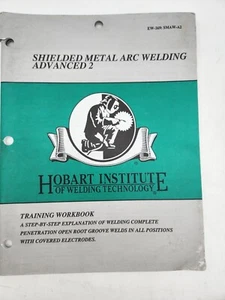 EW-369 SMAW-A2
SHIELDED METAL ARC WELDING
ADVANCED 2
HOBART INSTITUTE
OF WELDING TECHNOLOGY
TRAINING WORKBOOK
A STEP-BY-STEP EXPLANATION OF WELDING COMPLETE
PENETRATION OPEN ROOT GROOVE WELDS IN ALL POSITIONS
WITH COVERED ELECTRODES.